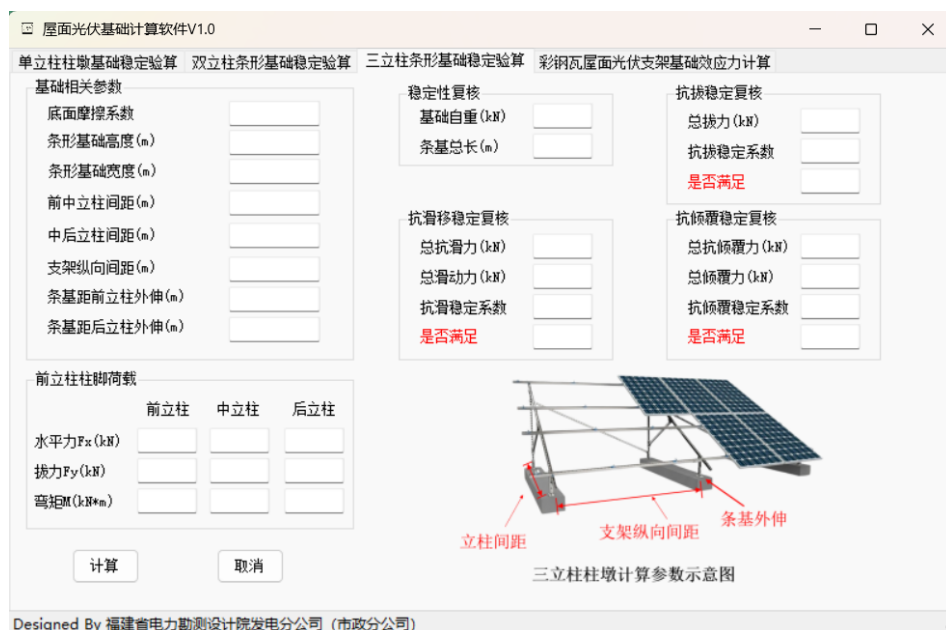 屋面光伏基础计算软件V1.0
单立柱柱墩基础稳定验算 双立柱条形基础稳定验算 三立柱条形基础稳定验算 彩钢瓦屋面光伏支架基础效应力计算
基础相关参数
底面摩擦系数
条形基础高度(m)
条形基础宽度(m)
前中立柱间距(m)
中后立柱间距(m)
支架纵向间距(m)
条基距前立柱外伸(m)
条基距后立柱外伸(m)
稳定性复核
基础自重(kN)
条基总长(m)
抗拔稳定复核
总拔力(kN)
抗拔稳定系数
是否满足
抗滑移稳定复核
总抗滑力(kN)
总滑动力(kN)
抗滑稳定系数
是否满足
抗倾覆稳定复核
总抗倾覆力(kN)
总倾覆力(kN)
抗倾覆稳定系数
是否满足
前立柱柱脚荷载
前立柱 中立柱 后立柱
水平力Fx(kN)
拔力Fy(kN)
弯矩M(kN*m)
计算 取消
立柱间距
支架纵向间距
条基外伸
三立柱柱墩计算参数示意图
Designed By 福建省电力勘测设计院发电分公司（市政分公司）